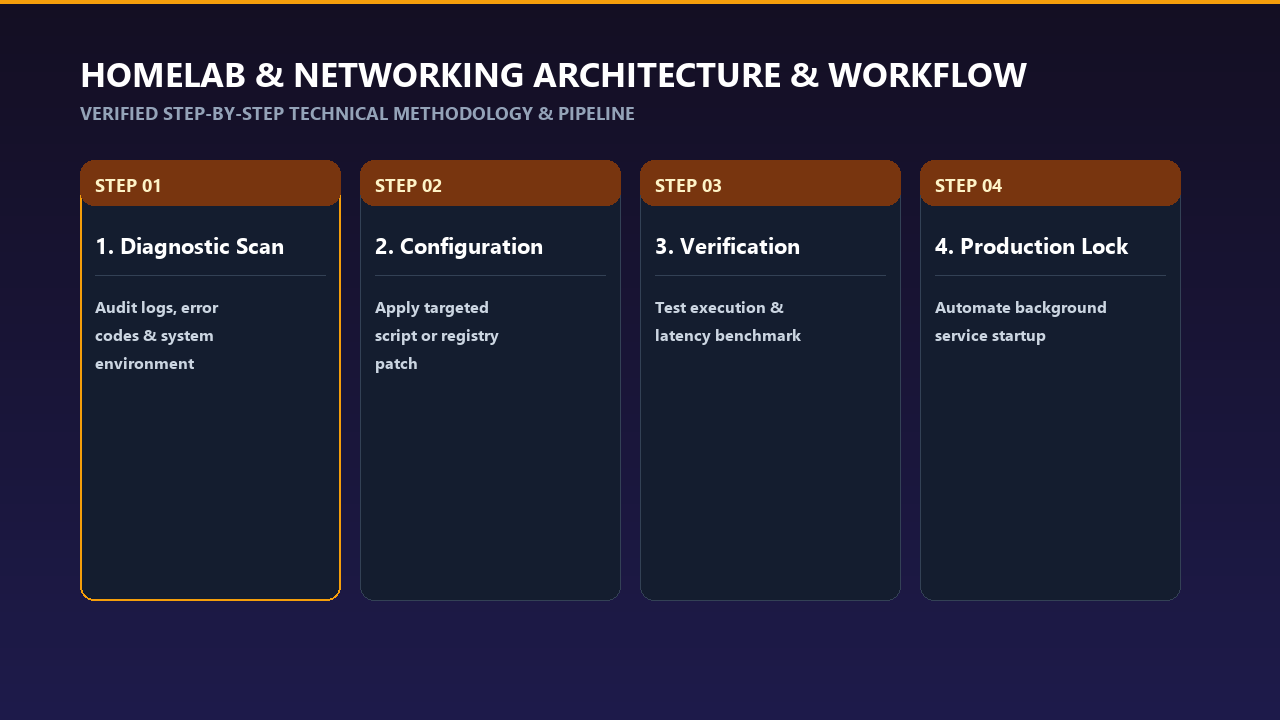 HOMELAB & NETWORKING ARCHITECTURE & WORKFLOW
VERIFIED STEP-BY-STEP TECHNICAL METHODOLOGY & PIPELINE
STEP 01
1. Diagnostic Scan
Audit logs, error
codes & system
environment
STEP 02
2. Configuration
Apply targeted
script or registry
patch
STEP 03
3. Verification
Test execution &
latency benchmark
STEP 04
4. Production Lock
Automate background
service startup